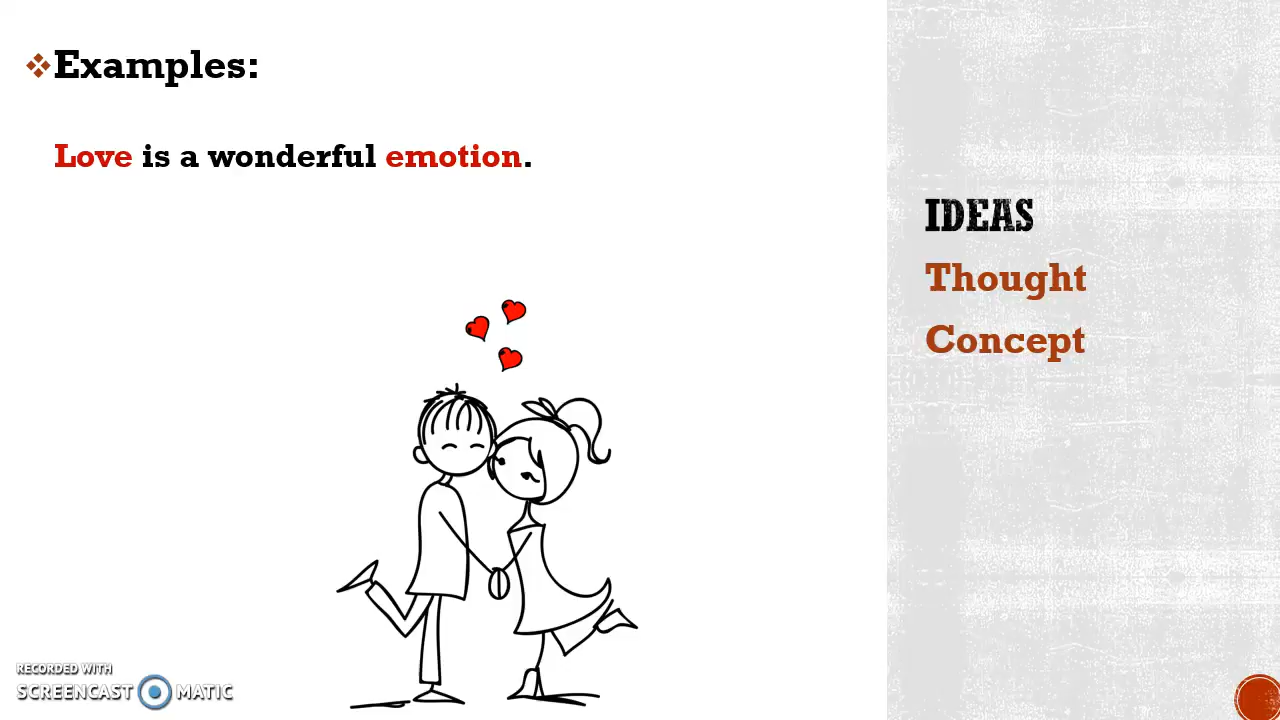 Examples:
Love is a wonderful emotion.
IDEAS
Thought
Concept
RECORDED WITH
SCREENCAST MATIC